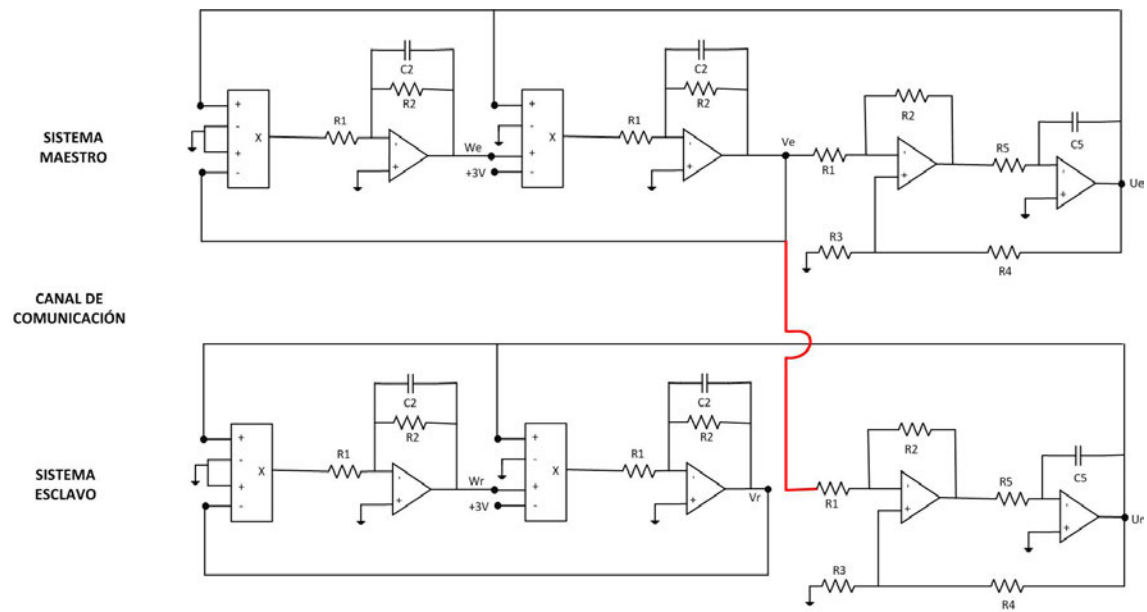 C2
R2
C2
R2
R2
C5
+
-
+
-
X
R1
-
+
We
+3V
+
-
+
-
X
R1
-
+
Ve
R1
-
+
R5
-
+
Ue
R3
R4
SISTEMA
MAESTRO
CANAL DE
COMUNICACIÓN
C2
R2
C2
R2
R2
C5
+
-
+
-
X
R1
-
+
Wr
+3V
+
-
+
-
X
R1
-
+
Vr
R1
-
+
R5
-
+
Ur
R3
R4
SISTEMA
ESCLAVO